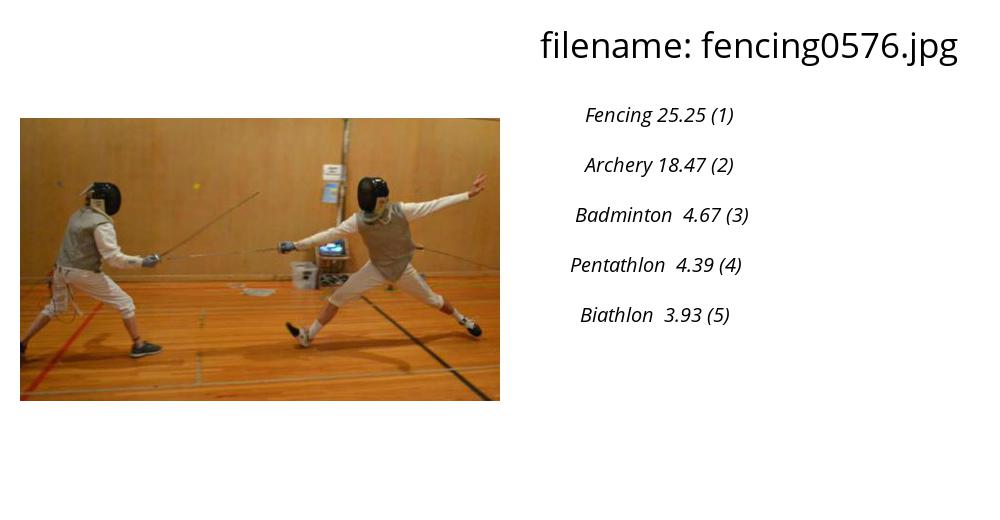 filename: fencing0576.jpg
Fencing 25.25 (1)
Archery 18.47 (2)
Badminton 4.67 (3)
Pentathlon 4.39 (4)
Biathlon 3.93 (5)